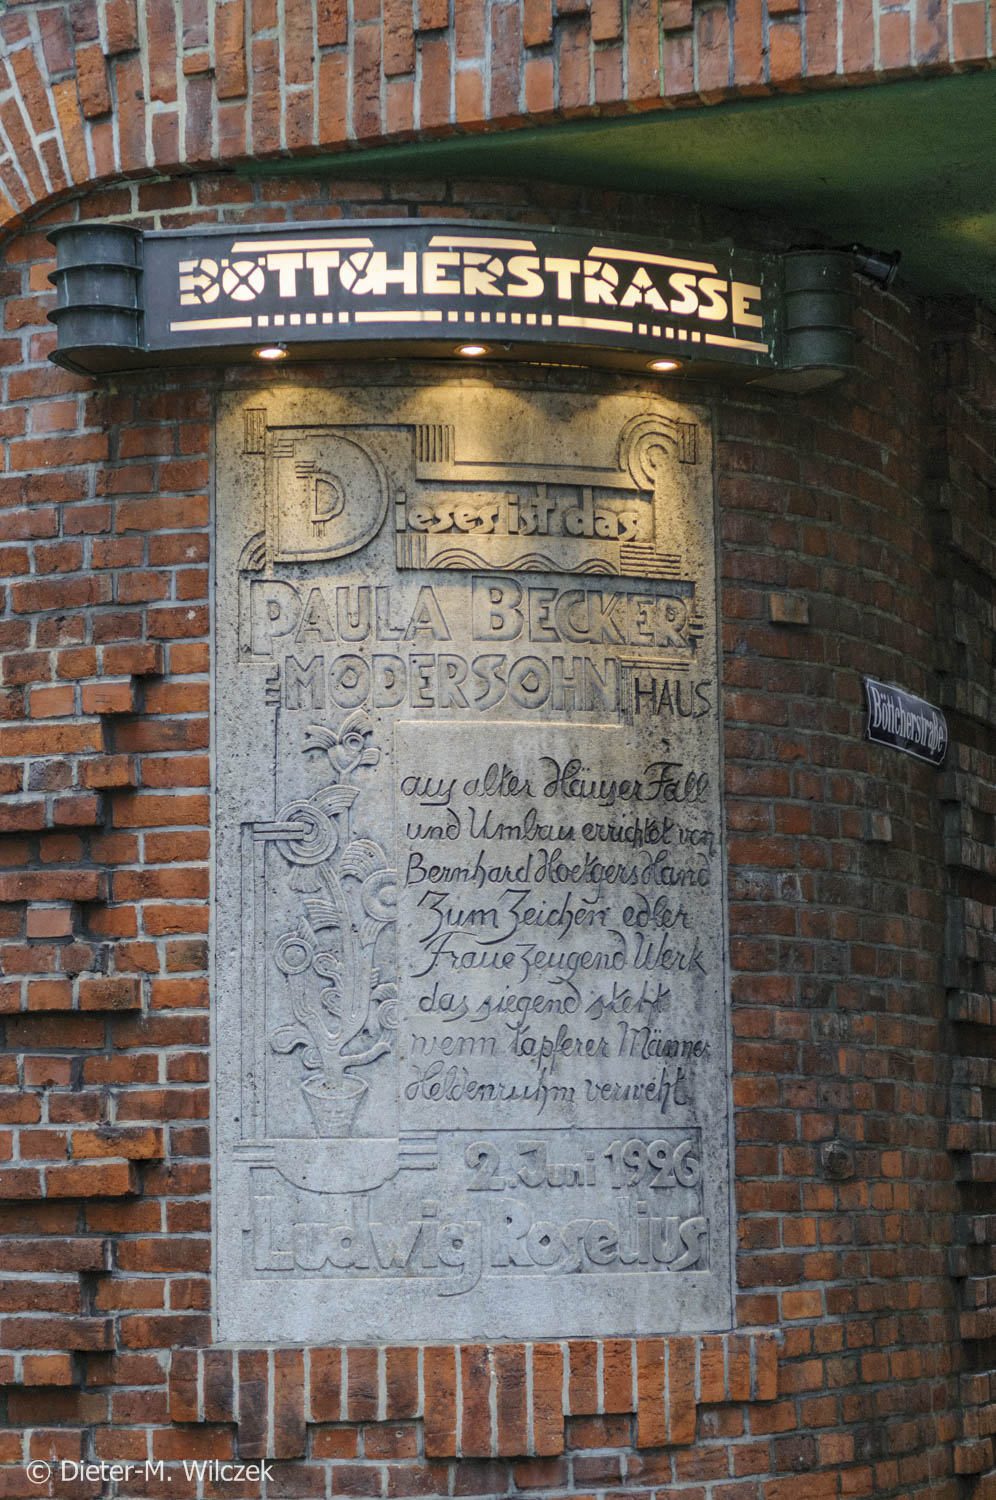 BÖTTCHERSTRASSE
Dieses ist das
PAULA BECKER
MODERSOHN HAUS
aus alter Häuser Fall
und Umbau errichtet von
Bernhard Hoetgers Hand
Zum Zeichen edler
Fraue zeugend Werk
das siegend steht
wenn tapferer Männer
Heldenruhm verweht.
2. Juni 1926
Ludwig Roselius
Böttcherstraße
© Dieter-M. Wilczek